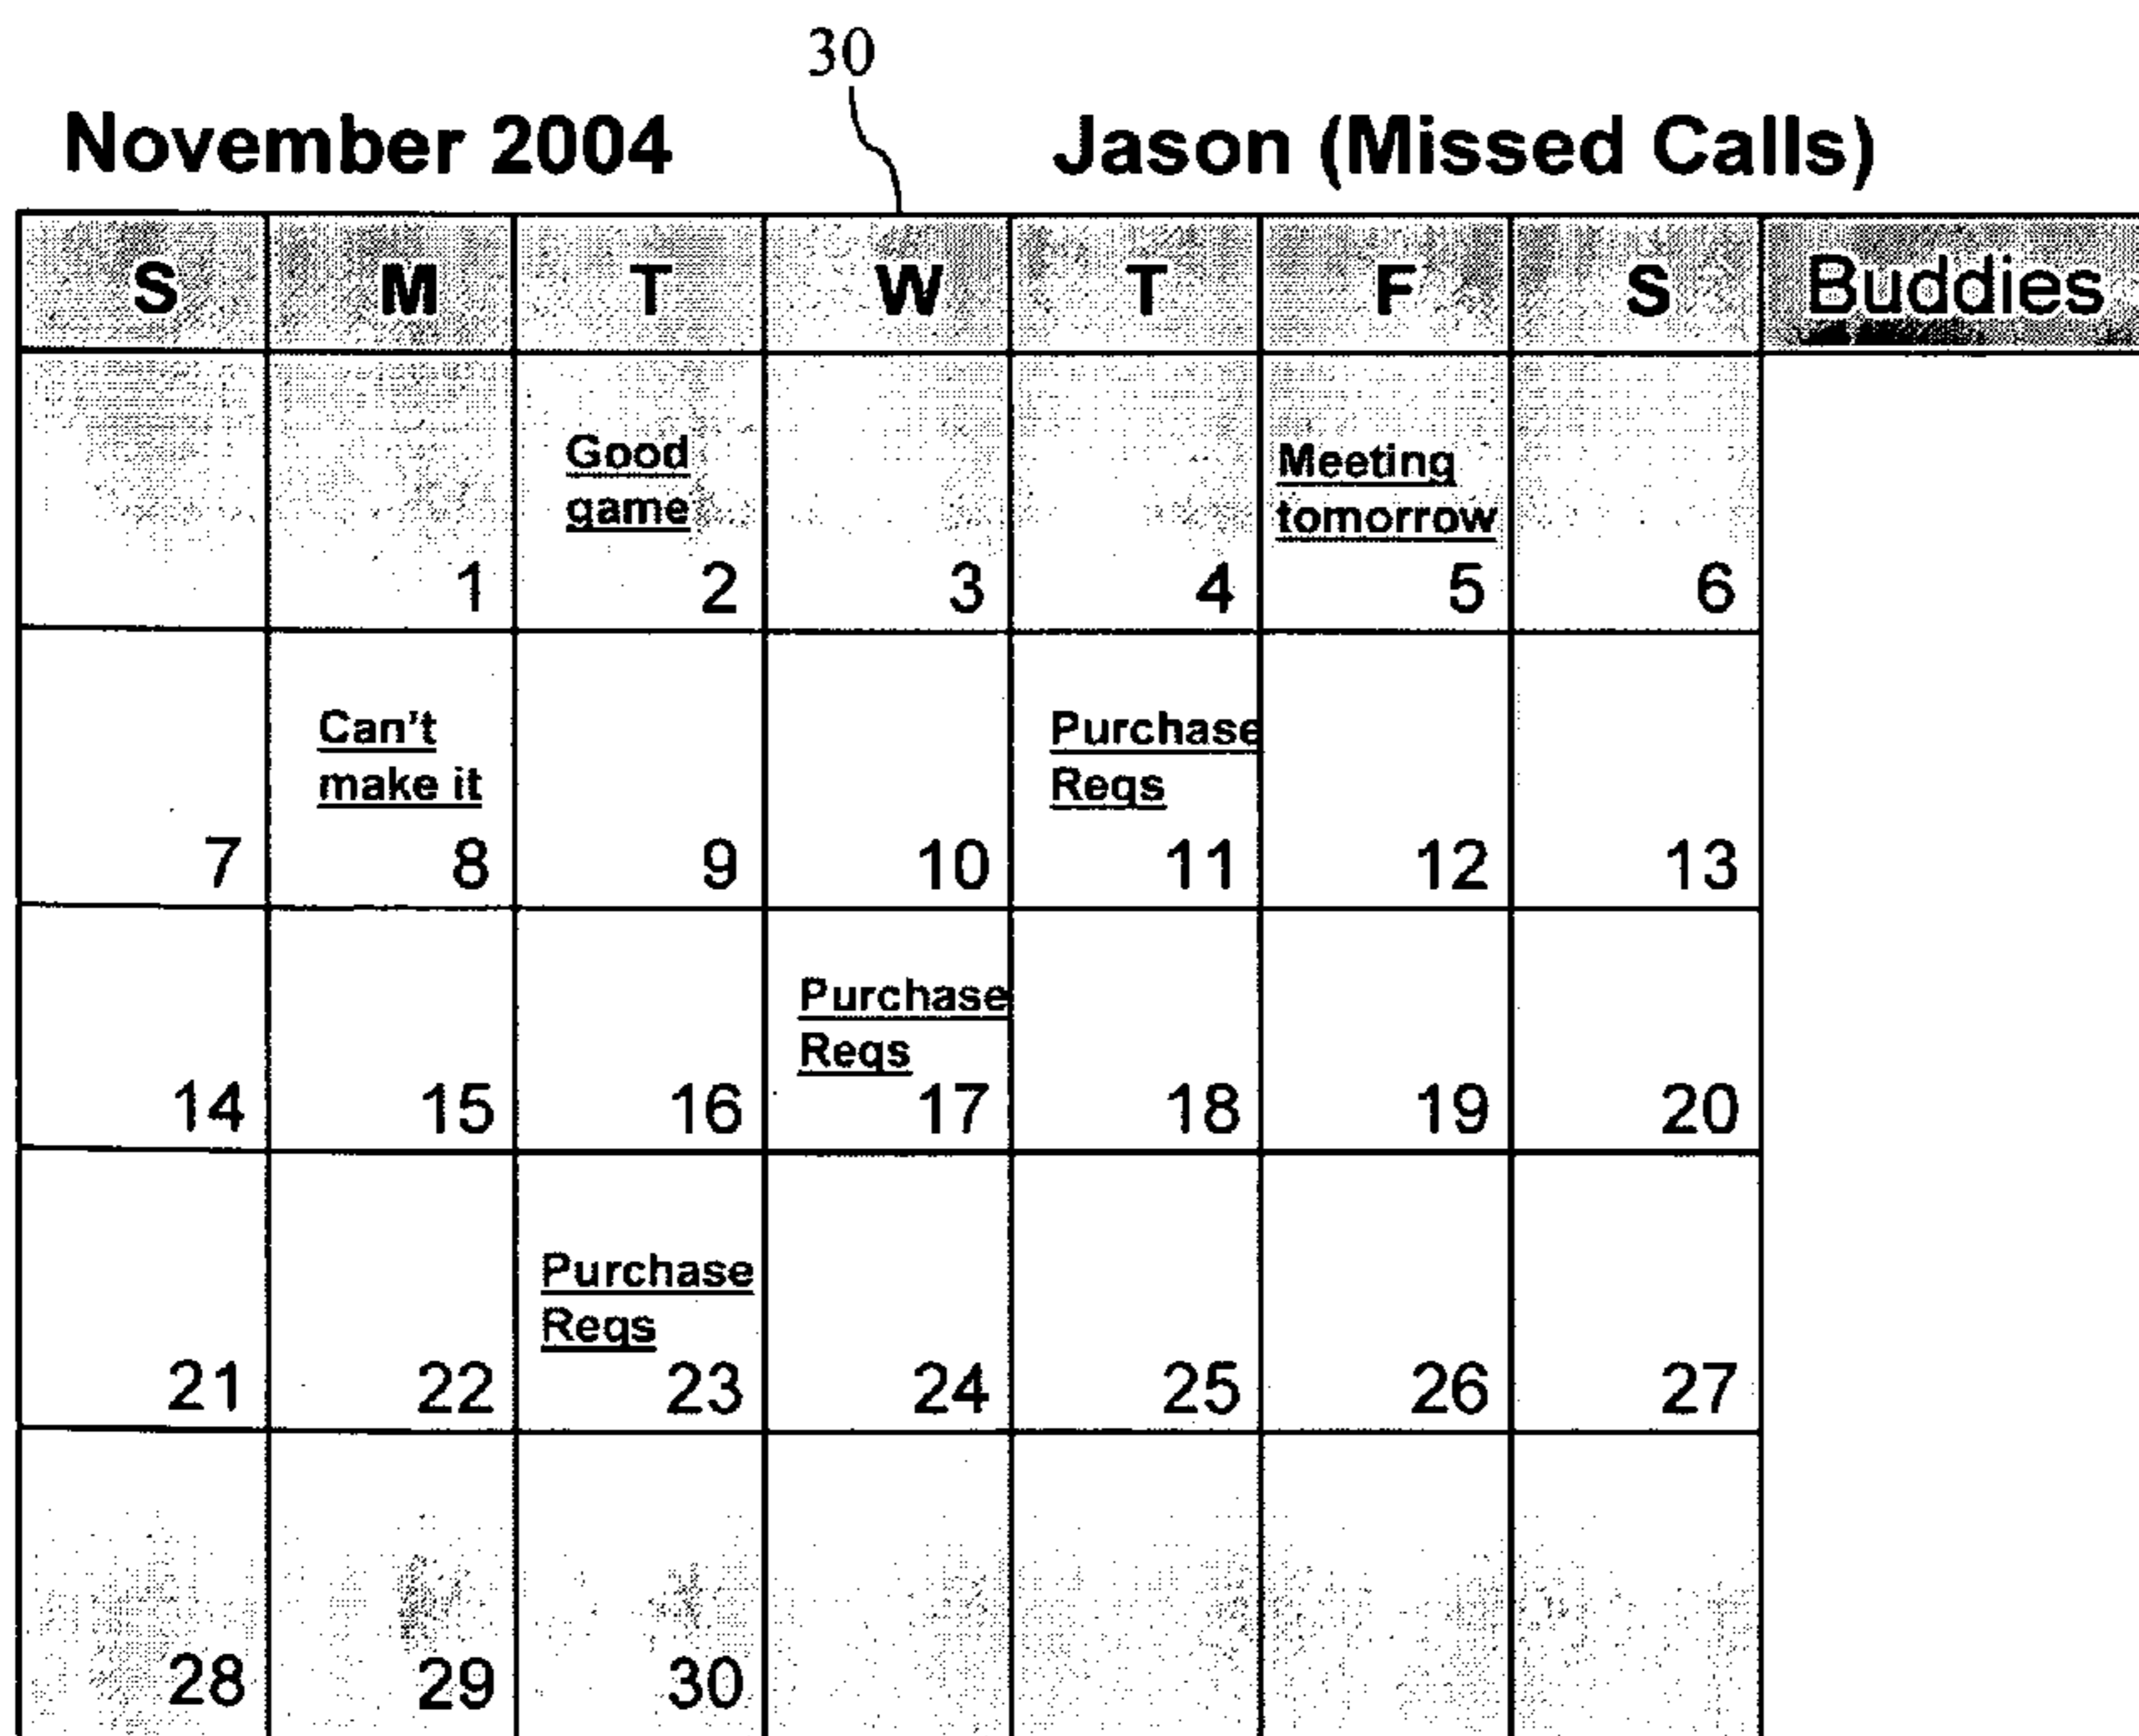 30
November 2004 Jason (Missed Calls)
S M T W T F S Buddies
Good
game
Meeting
tomorrow
1 2 3 4 5 6
Can't
make it
Purchase
Reqs
7 8 9 10 11 12 13
Purchase
Reqs
14 15 16 17 18 19 20
Purchase
Reqs
21 22 23 24 25 26 27
28 29 30